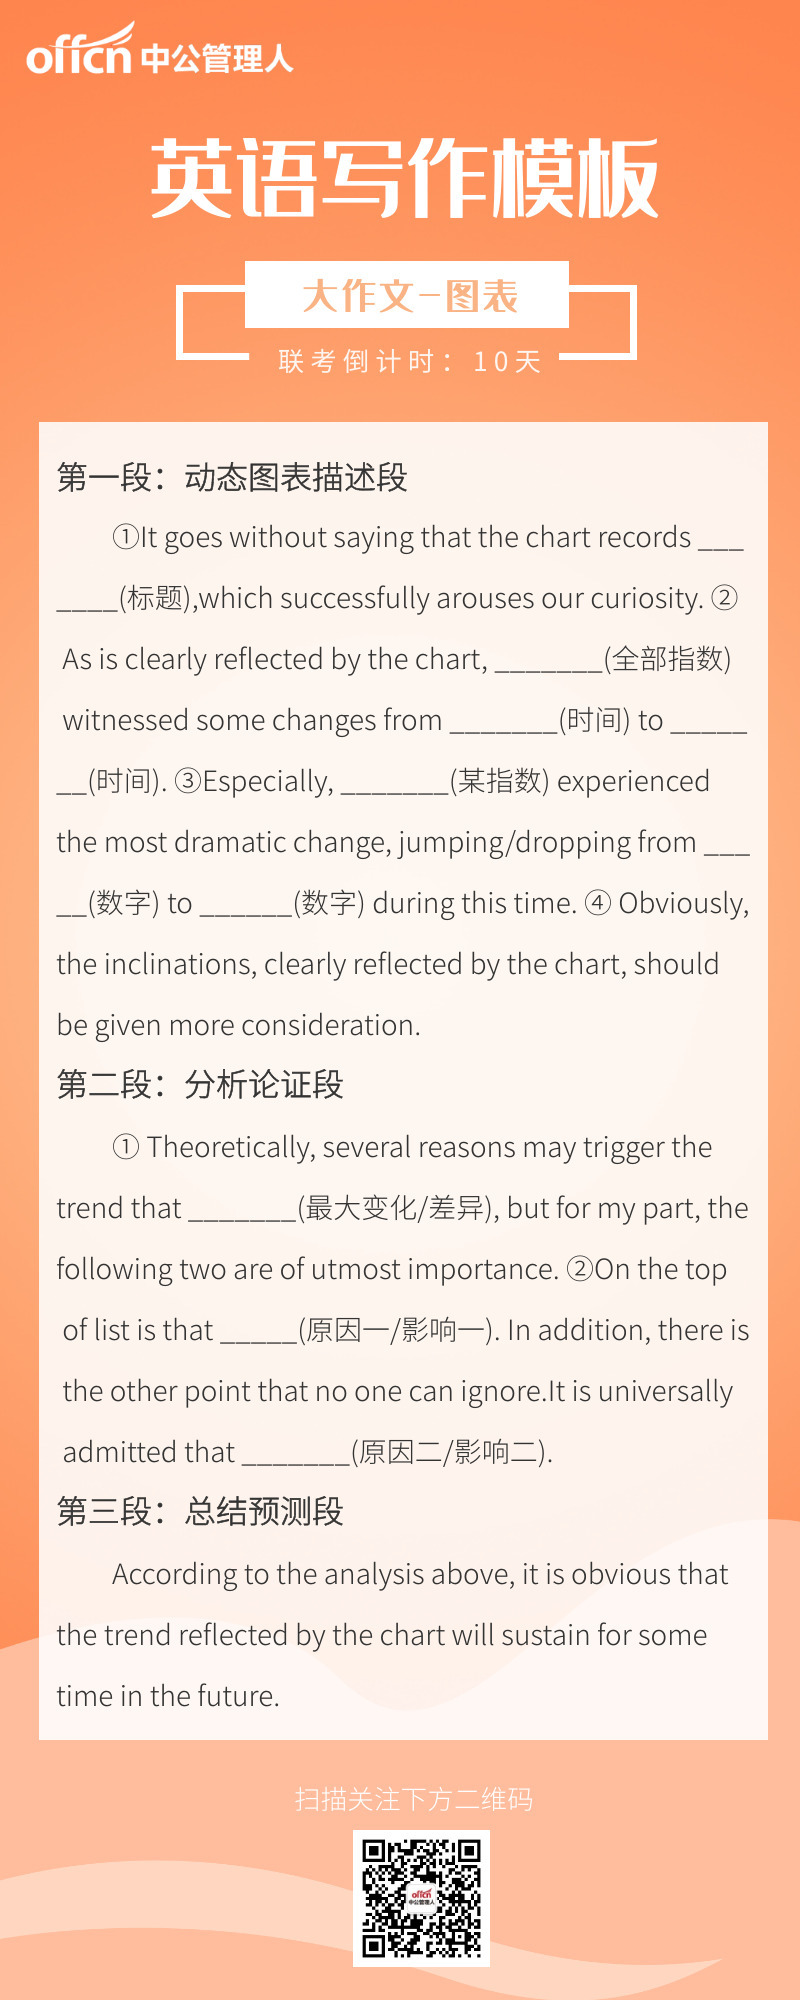 offcn 中公管理人
英语写作模板
大作文-图表
联考倒计时：10天
第一段：动态图表描述段
①It goes without saying that the chart records ___
____(标题),which successfully arouses our curiosity. ②
As is clearly reflected by the chart, _______(全部指数)
witnessed some changes from _______(时间) to _____
__(时间). ③Especially, _______(某指数) experienced
the most dramatic change, jumping/dropping from ___
__(数字) to ______(数字) during this time. ④ Obviously,
the inclinations, clearly reflected by the chart, should
be given more consideration.
第二段：分析论证段
① Theoretically, several reasons may trigger the
trend that _______(最大变化/差异), but for my part, the
following two are of utmost importance. ②On the top
of list is that _____(原因一/影响一). In addition, there is
the other point that no one can ignore.It is universally
admitted that _______(原因二/影响二).
第三段：总结预测段
According to the analysis above, it is obvious that
the trend reflected by the chart will sustain for some
time in the future.
扫描关注下方二维码
offcn
中公管理人